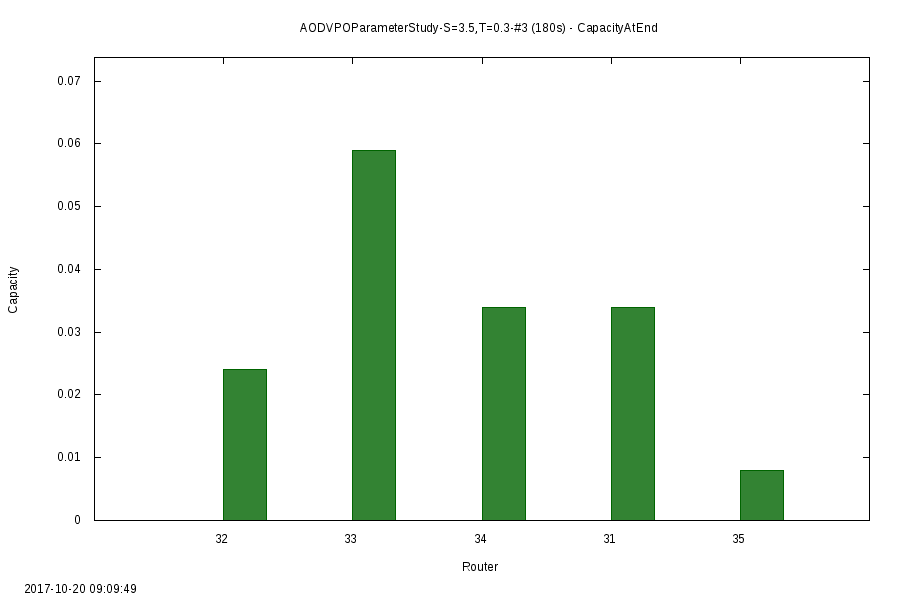 AODVPOParameterStudy-S=3.5,T=0.3-#3 (180s) - CapacityAtEnd
0.07
0.06
0.05
0.04
0.03
0.02
0.01
0
Capacity
32 33 34 31 35
Router
2017-10-20 09:09:49